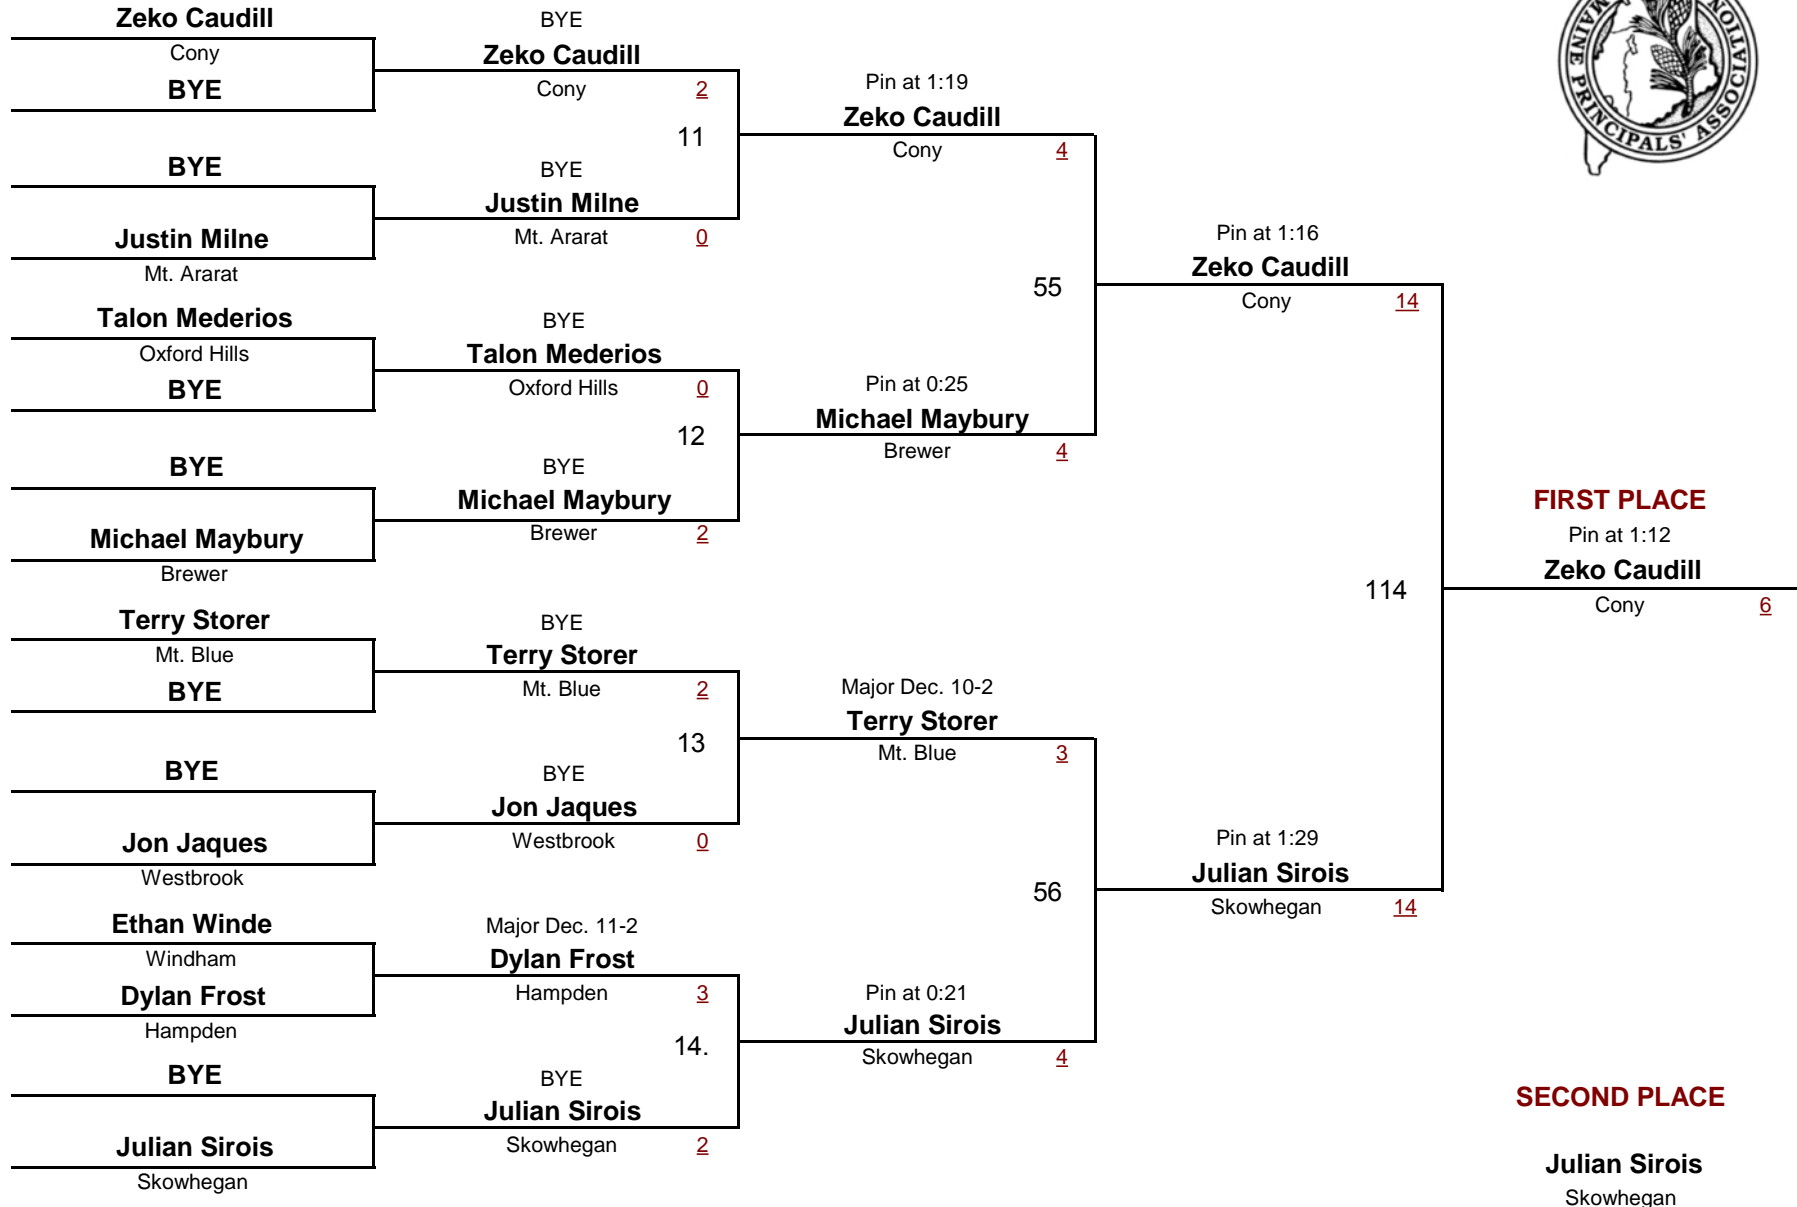 Zeko Caudill
Cony
BYE
BYE
Justin Milne
Mt. Ararat
Talon Mederios
Oxford Hills
BYE
BYE
Michael Maybury
Brewer
Terry Storer
Mt. Blue
BYE
BYE
Jon Jaques
Westbrook
Ethan Winde
Windham
Dylan Frost
Hampden
BYE
Julian Sirois
Skowhegan
BYE
Zeko Caudill
Cony 2
11
BYE
Justin Milne
Mt. Ararat 0
BYE
Talon Mederios
Oxford Hills 0
12
BYE
Michael Maybury
Brewer 2
BYE
Terry Storer
Mt. Blue 2
13
BYE
Jon Jaques
Westbrook 0
Major Dec. 11-2
Dylan Frost
Hampden 3
14.
BYE
Julian Sirois
Skowhegan 2
Pin at 1:19
Zeko Caudill
Cony 4
55
Pin at 0:25
Michael Maybury
Brewer 4
Major Dec. 10-2
Terry Storer
Mt. Blue 3
56
Pin at 0:21
Julian Sirois
Skowhegan 4
Pin at 1:16
Zeko Caudill
Cony 14
114
Pin at 1:29
Julian Sirois
Skowhegan 14
MAINE PRINCIPALS' ASSOCIATION
FIRST PLACE
Pin at 1:12
Zeko Caudill
Cony 6
SECOND PLACE
Julian Sirois
Skowhegan